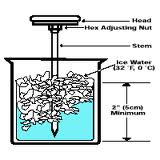 Head
Hex Adjusting Nut
Stem
Ice Water
(32 °F, 0 °C)
2" (5cm)
Minimum